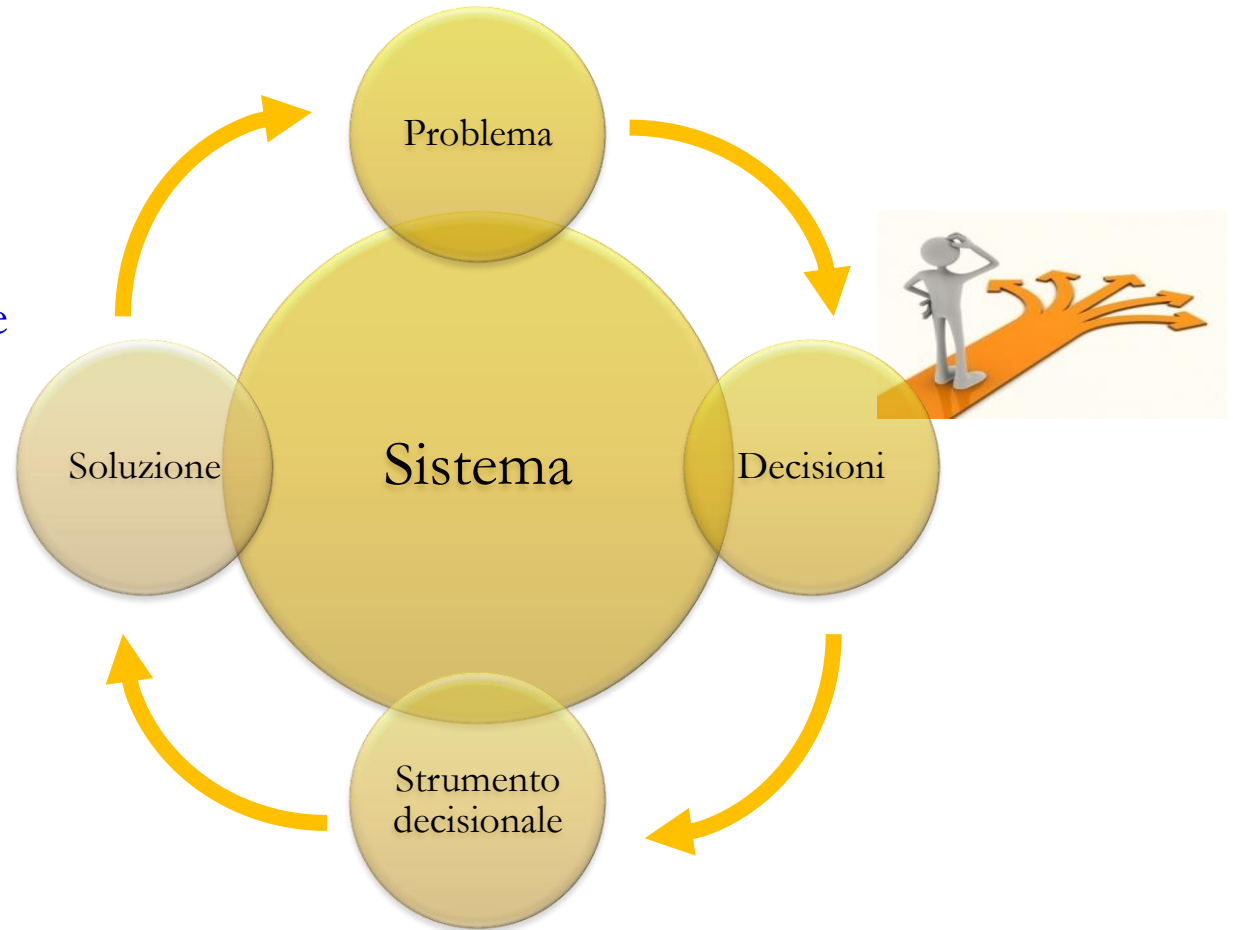 Problema
e
Soluzione
Sistema
Decisioni
Strumento
decisionale